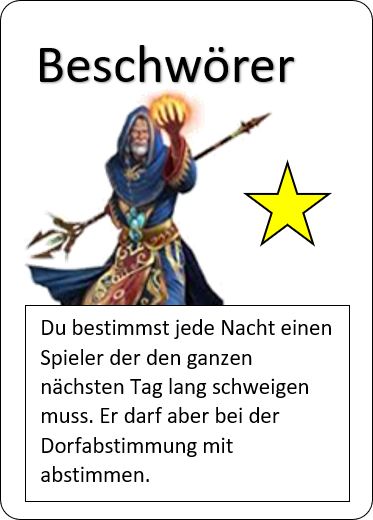 Beschwörer
Du bestimmst jede Nacht einen
Spieler der den ganzen
nächsten Tag lang schweigen
muss. Er darf aber bei der
Dorfabstimmung mit
abstimmen.